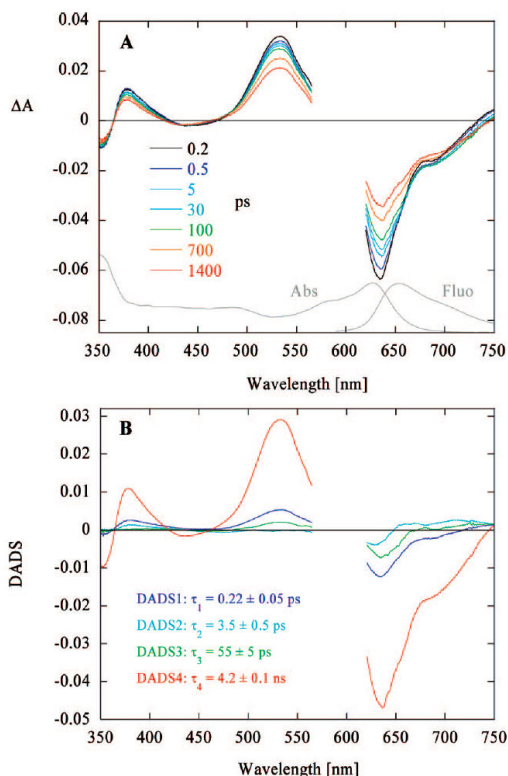 A
0.04
0.02
0
-0.02
-0.04
-0.06
-0.08
ΔA
0.2
0.5
5
30
100
700
1400
ps
Abs
Fluo
350 400 450 500 550 600 650 700 750
Wavelength [nm]
B
0.03
0.02
0.01
0
-0.01
-0.02
-0.03
-0.04
-0.05
DADS
DADS1: τ1 = 0.22 ± 0.05 ps
DADS2: τ2 = 3.5 ± 0.5 ps
DADS3: τ3 = 55 ± 5 ps
DADS4: τ4 = 4.2 ± 0.1 ns
350 400 450 500 550 600 650 700 750
Wavelength [nm]